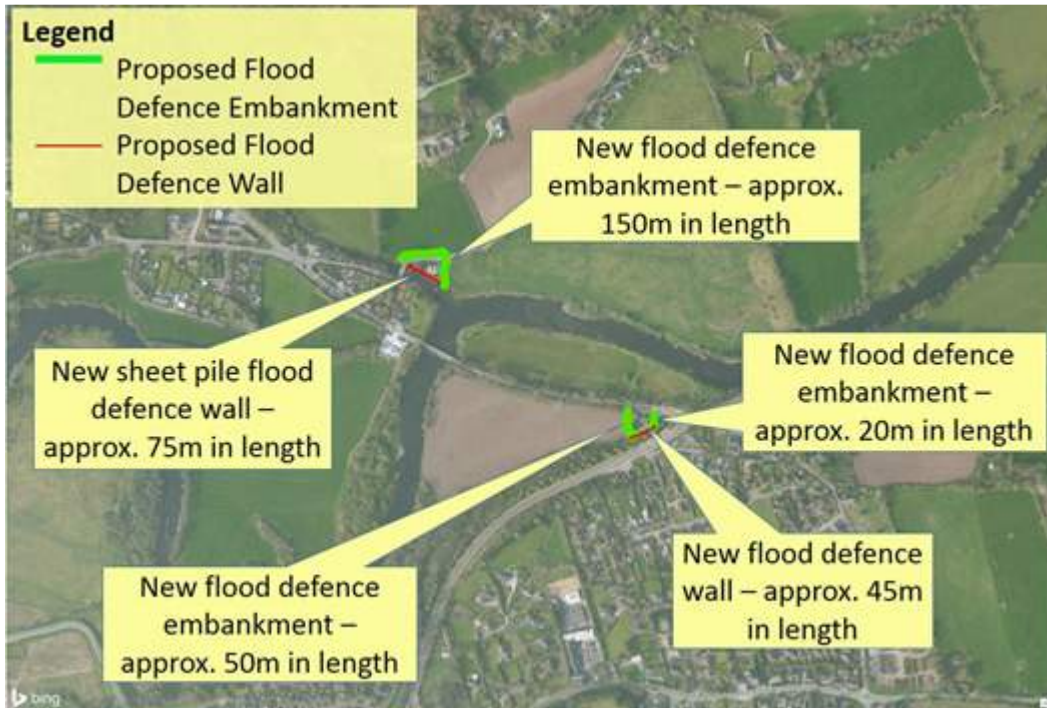 Legend
Proposed Flood
Defence Embankment
Proposed Flood
Defence Wall
New flood defence
embankment – approx.
150m in length
New sheet pile flood
defence wall –
approx. 75m in length
New flood defence
embankment –
approx. 20m in length
New flood defence
embankment –
approx. 50m in length
New flood defence
wall – approx. 45m
in length
bing